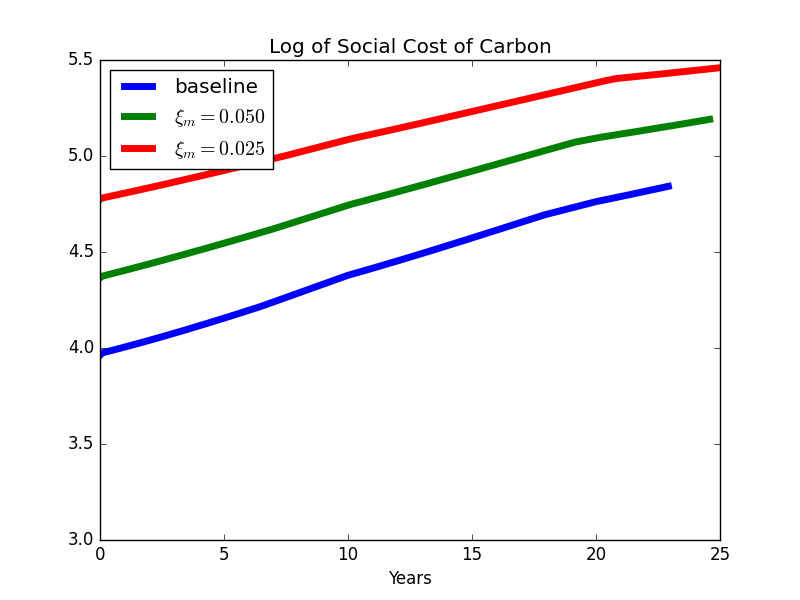 Log of Social Cost of Carbon
5.5
baseline
ξₘ = 0.050
ξₘ = 0.025
5.0
4.5
4.0
3.5
3.0
0 5 10 15 20 25
Years